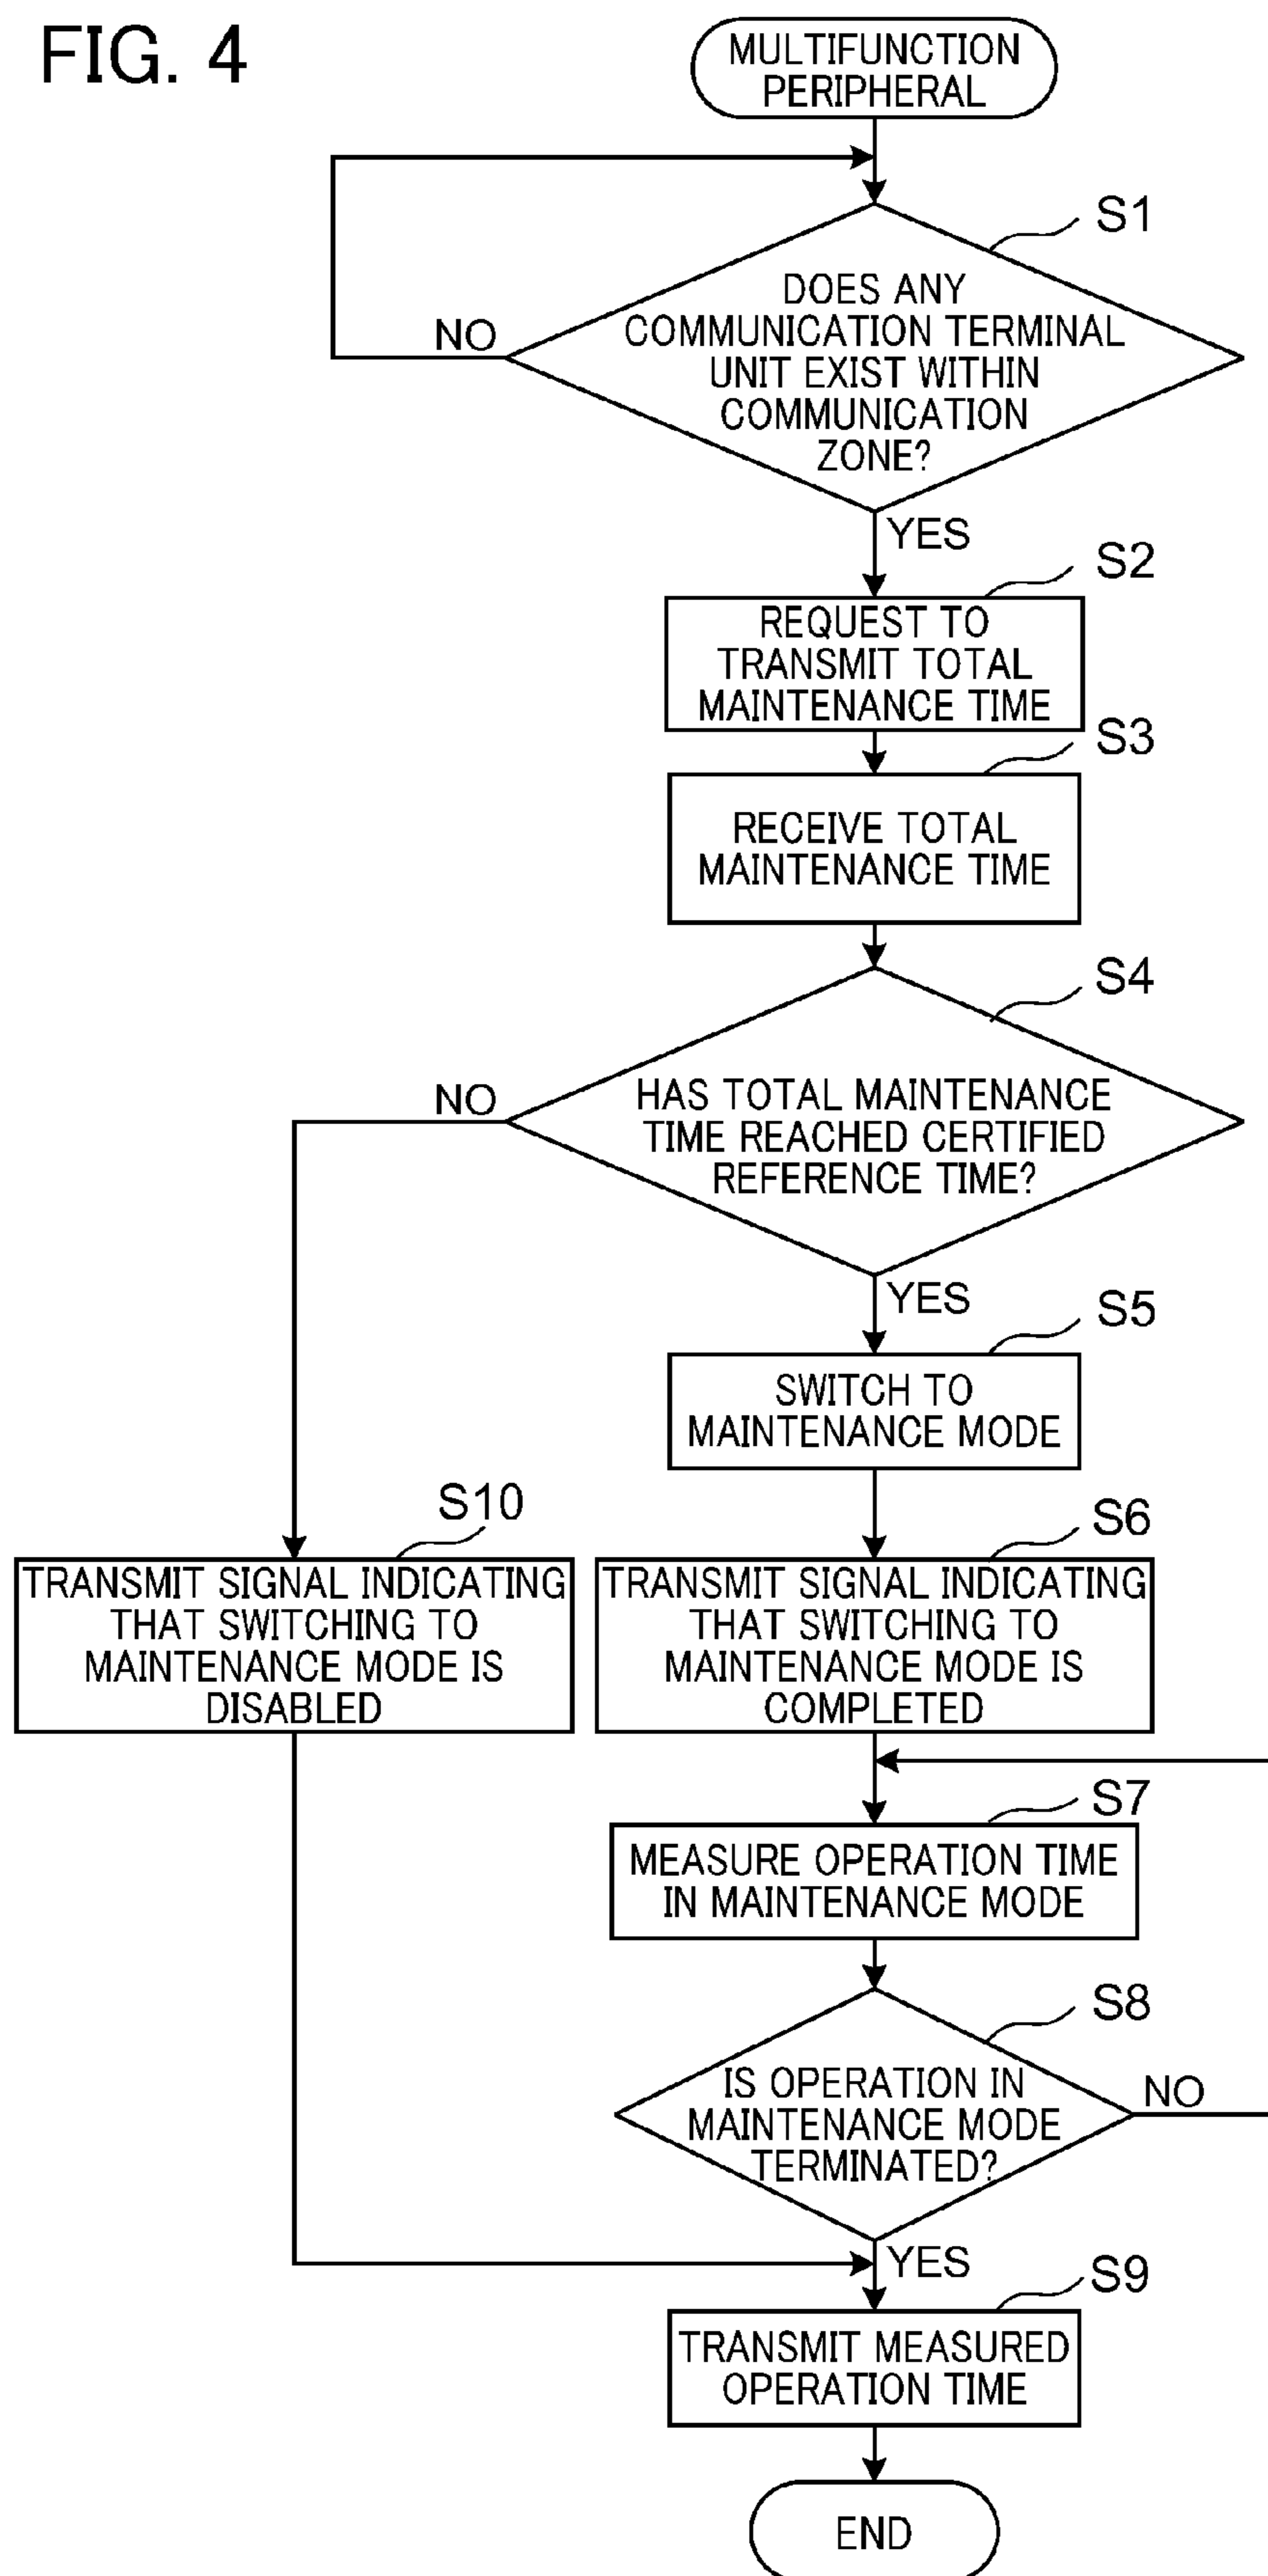 FIG. 4
MULTIFUNCTION
PERIPHERAL
S1
DOES ANY
COMMUNICATION TERMINAL
UNIT EXIST WITHIN
COMMUNICATION
ZONE?
NO
YES
S2
REQUEST TO
TRANSMIT TOTAL
MAINTENANCE TIME
S3
RECEIVE TOTAL
MAINTENANCE TIME
S4
HAS TOTAL MAINTENANCE
TIME REACHED CERTIFIED
REFERENCE TIME?
NO
YES
S5
SWITCH TO
MAINTENANCE MODE
S10
TRANSMIT SIGNAL INDICATING
THAT SWITCHING TO
MAINTENANCE MODE IS
DISABLED
S6
TRANSMIT SIGNAL INDICATING
THAT SWITCHING TO
MAINTENANCE MODE IS
COMPLETED
S7
MEASURE OPERATION TIME
IN MAINTENANCE MODE
S8
IS OPERATION IN
MAINTENANCE MODE
TERMINATED?
NO
YES
S9
TRANSMIT MEASURED
OPERATION TIME
END